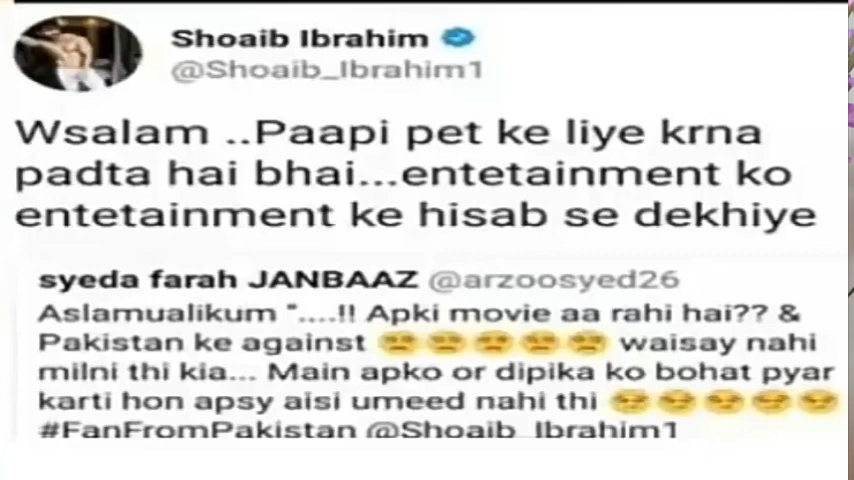 Shoaib Ibrahim
@Shoaib_Ibrahim1
Wsalam ..Paapi pet ke liye krna
padta hai bhai...entetainment ko
entetainment ke hisab se dekhiye
syeda farah JANBAAZ @arzoosyed26
Aslamualikum "....!! Apki movie aa rahi hai?? &
Pakistan ke against 😒😒😒😒😒 waisay nahi
milni thi kia... Main apko or dipika ko bohat pyar
karti hon apsy aisi umeed nahi thi 😏😏😏😏😏
#FanFromPakistan @Shoaib_Ibrahim1